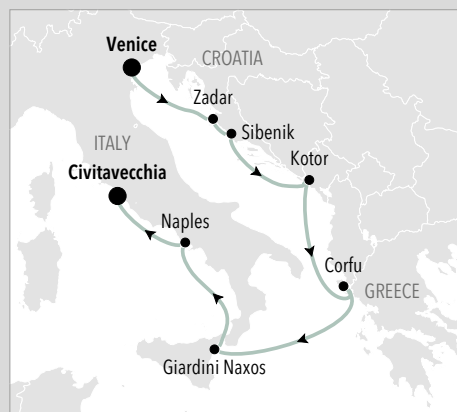 Venice
CROATIA
Zadar
Sibenik
ITALY
Kotor
Civitavecchia
Naples
Corfu
GREECE
Giardini Naxos